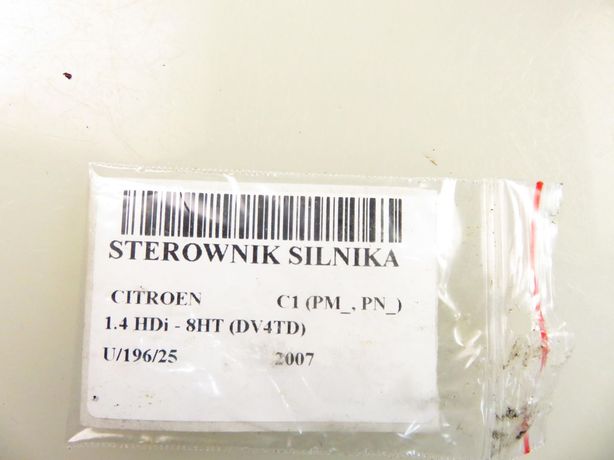 STEROWNIK SILNIKA
CITROEN C1 (PM_, PN_)
1.4 HDi - 8HT (DV4TD)
U/196/25 2007